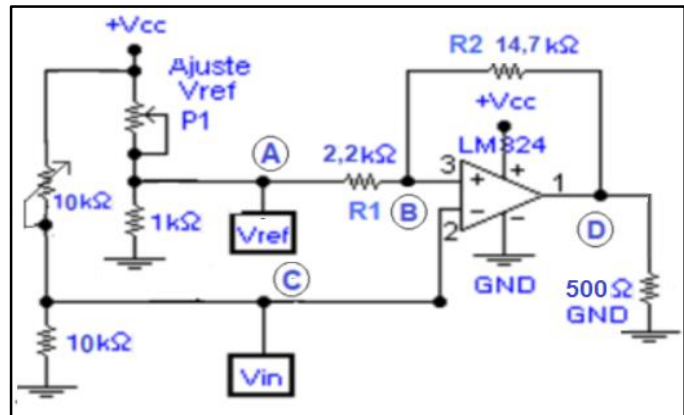 +Vcc
R2 14,7 kΩ
Ajuste
Vref
+Vcc
P1
A
2,2kΩ
LM324
3
+
+
1
10kΩ
1kΩ
Vref
R1
B
-
-
2
D
C
GND
500 Ω
GND
10kΩ
Vin